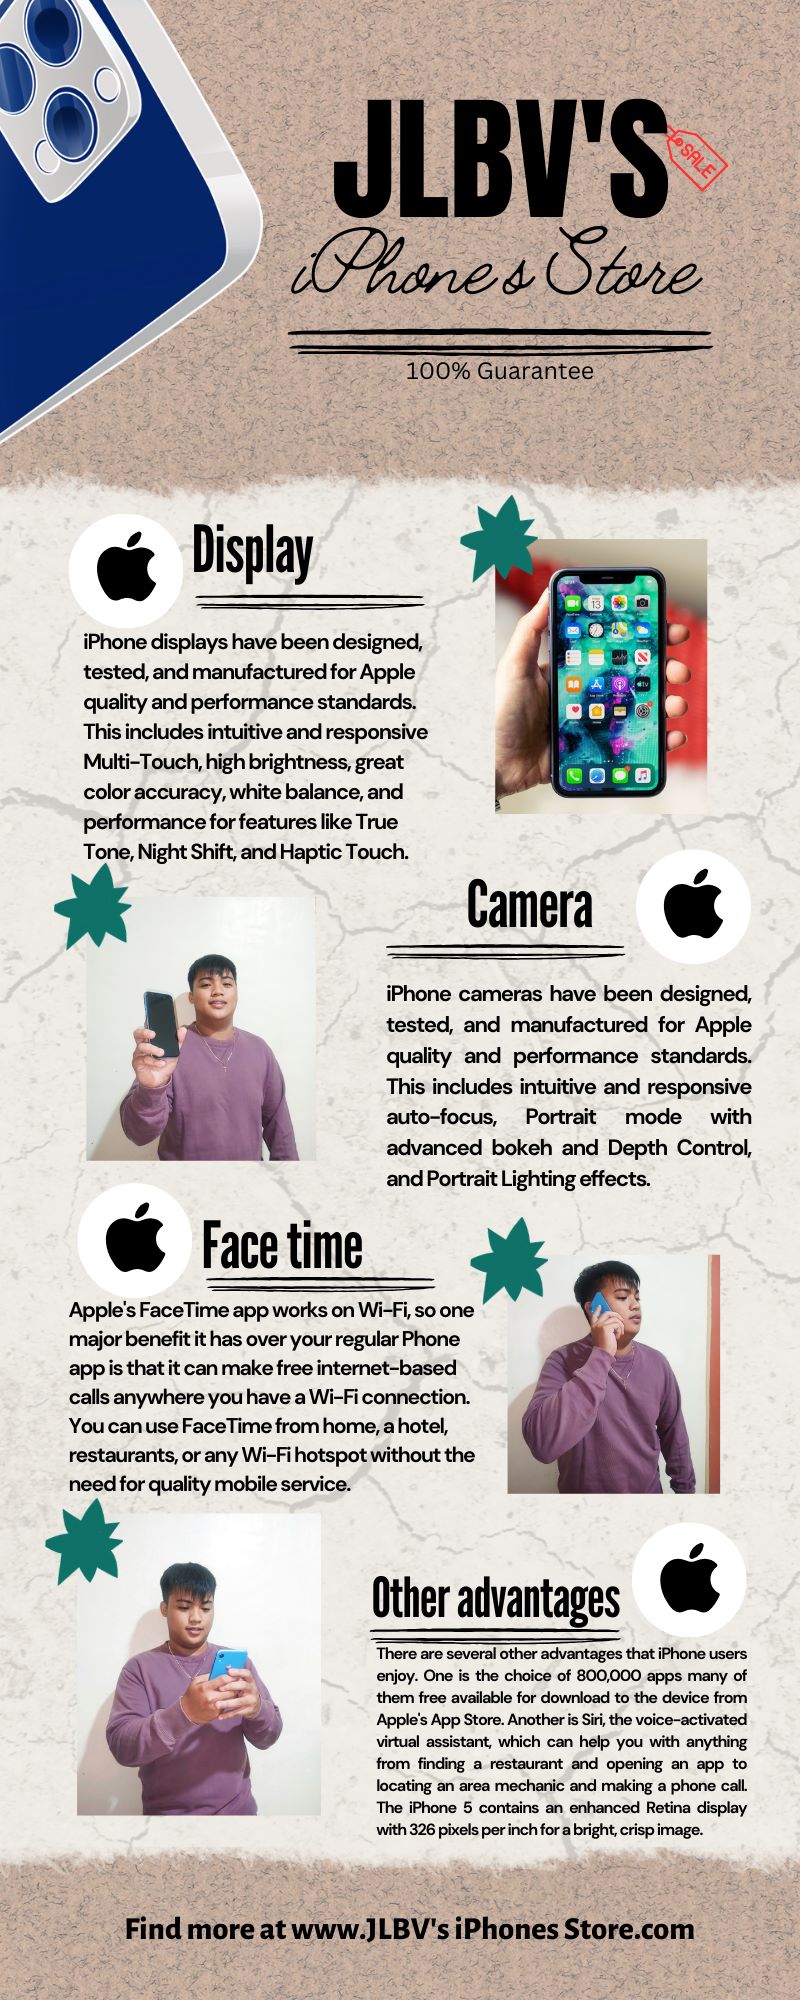 JLBV'S
SALE
iPhones Store
100% Guarantee
Display
iPhone displays have been designed,
tested, and manufactured for Apple
quality and performance standards.
This includes intuitive and responsive
Multi-Touch, high brightness, great
color accuracy, white balance, and
performance for features like True
Tone, Night Shift, and Haptic Touch.
Camera
iPhone cameras have been designed,
tested, and manufactured for Apple
quality and performance standards.
This includes intuitive and responsive
auto-focus, Portrait mode with
advanced bokeh and Depth Control,
and Portrait Lighting effects.
Face time
Apple's FaceTime app works on Wi-Fi, so one
major benefit it has over your regular Phone
app is that it can make free internet-based
calls anywhere you have a Wi-Fi connection.
You can use FaceTime from home, a hotel,
restaurants, or any Wi-Fi hotspot without the
need for quality mobile service.
Other advantages
There are several other advantages that iPhone users
enjoy. One is the choice of 800,000 apps many of
them free available for download to the device from
Apple's App Store. Another is Siri, the voice-activated
virtual assistant, which can help you with anything
from finding a restaurant and opening an app to
locating an area mechanic and making a phone call.
The iPhone 5 contains an enhanced Retina display
with 326 pixels per inch for a bright, crisp image.
Find more at www.JLBV's iPhones Store.com